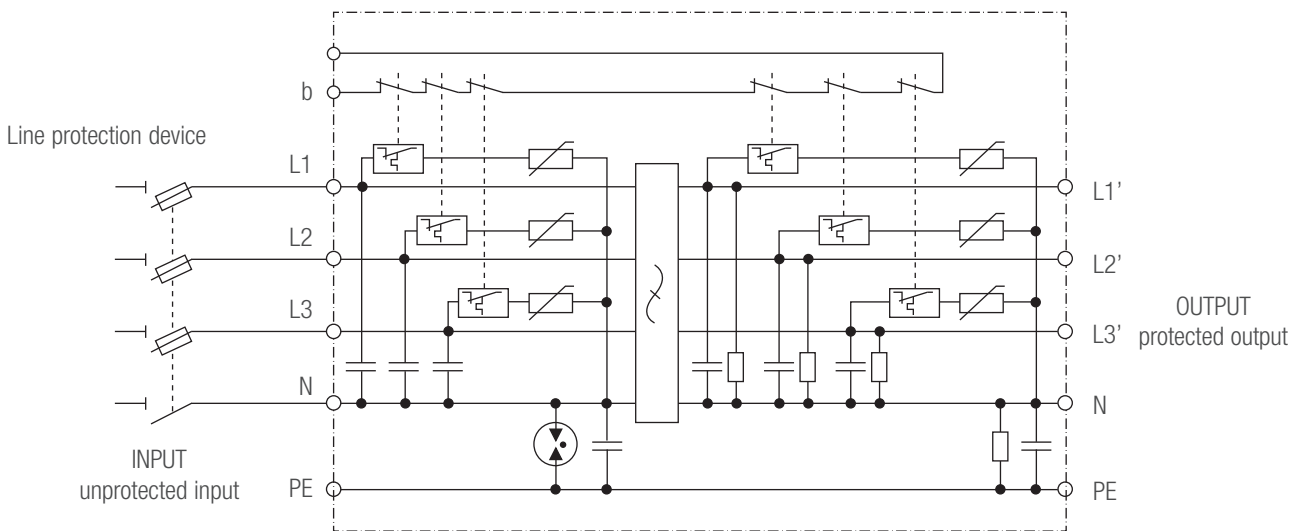 b
Line protection device
L1
L1’
L2
L2’
L3
L3’
OUTPUT
protected output
N
N
INPUT
unprotected input
PE
PE